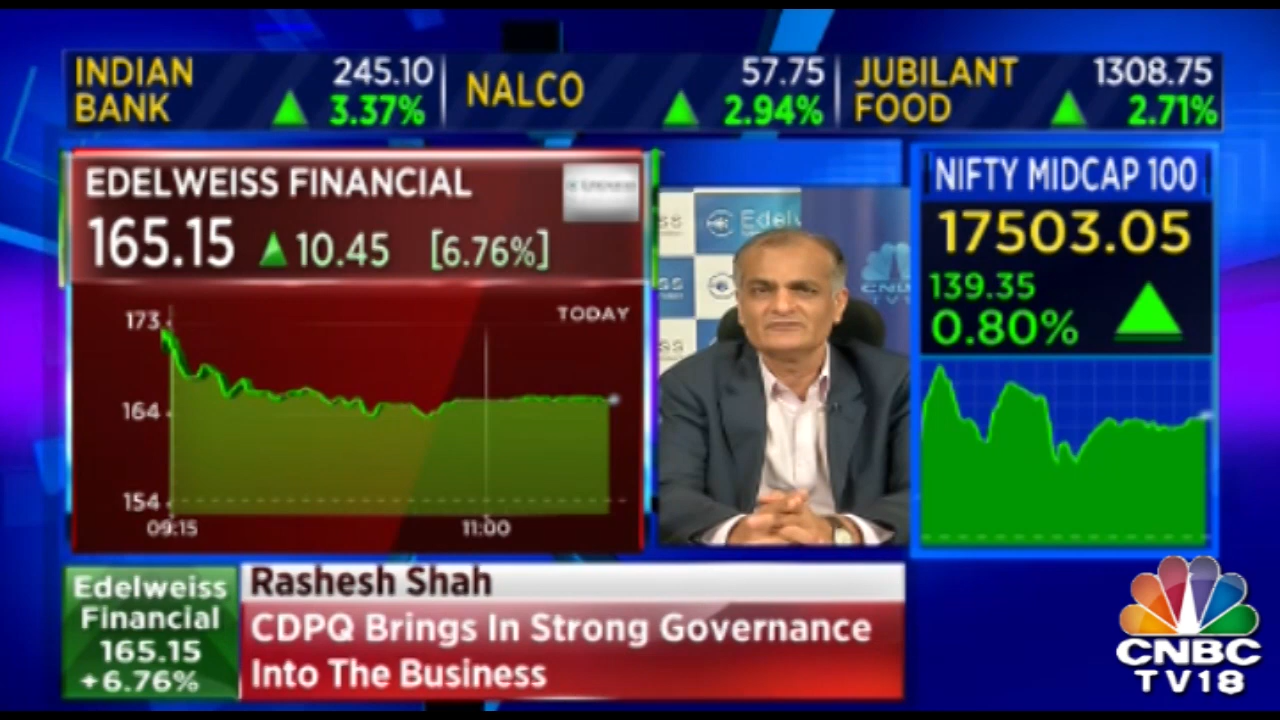 INDIAN BANK
245.10
3.37%
NALCO
57.75
2.94%
JUBILANT FOOD
1308.75
2.71%
EDELWEISS FINANCIAL
165.15 10.45 [6.76%]
TODAY
173
164
154
09:15
11:00
Edelw
CNBC
TV18
NIFTY MIDCAP 100
17503.05
139.35
0.80%
Edelweiss
Financial
165.15
+6.76%
Rashesh Shah
CDPQ Brings In Strong Governance
Into The Business
CNBC
TV18